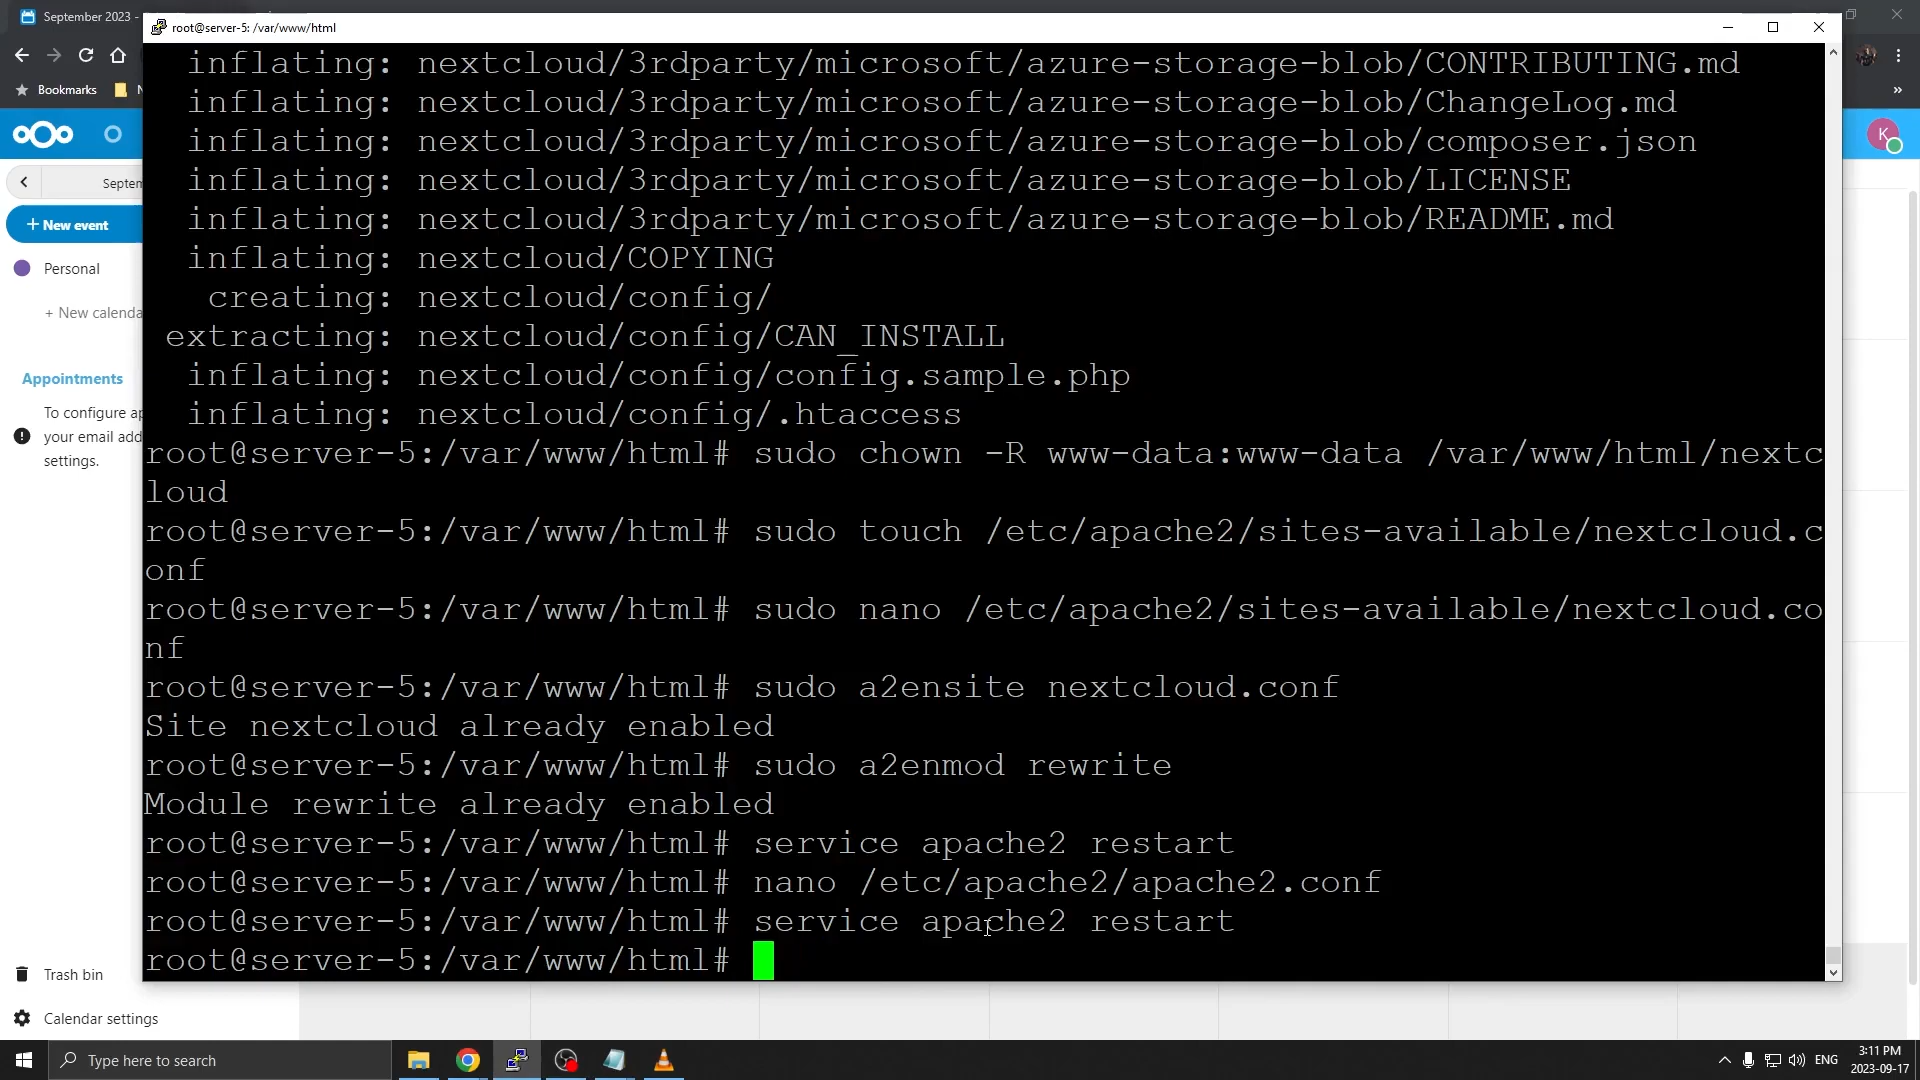 September 2023 -
root@server-5: /var/www/html
Bookmarks
N
K
Septem
+ New event
Personal
+ New calenda
Appointments
To configure ap
your email add
settings.
Trash bin
Calendar settings
inflating: nextcloud/3rdparty/microsoft/azure-storage-blob/CONTRIBUTING.md
inflating: nextcloud/3rdparty/microsoft/azure-storage-blob/ChangeLog.md
inflating: nextcloud/3rdparty/microsoft/azure-storage-blob/composer.json
inflating: nextcloud/3rdparty/microsoft/azure-storage-blob/LICENSE
inflating: nextcloud/3rdparty/microsoft/azure-storage-blob/README.md
inflating: nextcloud/COPYING
creating: nextcloud/config/
extracting: nextcloud/config/CAN_INSTALL
inflating: nextcloud/config/config.sample.php
inflating: nextcloud/config/.htaccess
root@server-5:/var/www/html# sudo chown -R www-data:www-data /var/www/html/nextc
loud
root@server-5:/var/www/html# sudo touch /etc/apache2/sites-available/nextcloud.c
onf
root@server-5:/var/www/html# sudo nano /etc/apache2/sites-available/nextcloud.co
nf
root@server-5:/var/www/html# sudo a2ensite nextcloud.conf
Site nextcloud already enabled
root@server-5:/var/www/html# sudo a2enmod rewrite
Module rewrite already enabled
root@server-5:/var/www/html# service apache2 restart
root@server-5:/var/www/html# nano /etc/apache2/apache2.conf
root@server-5:/var/www/html# service apache2 restart
root@server-5:/var/www/html#
Type here to search
ENG
3:11 PM
2023-09-17